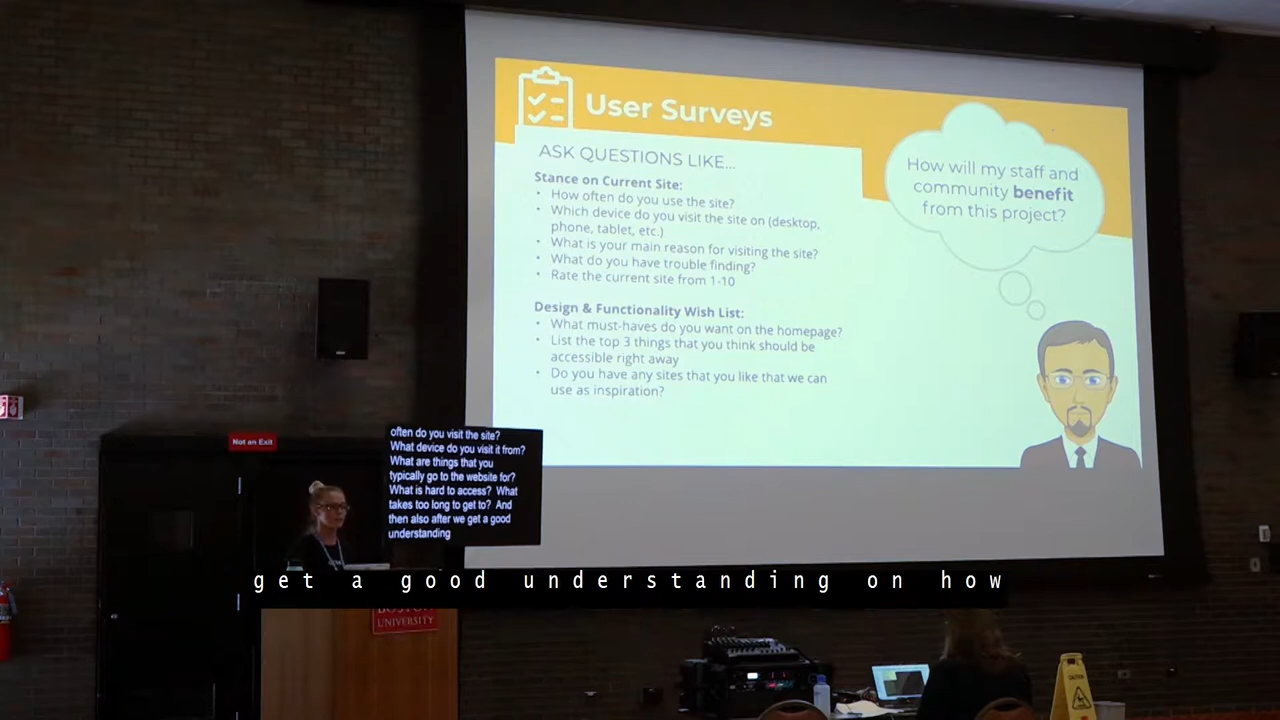 User Surveys
ASK QUESTIONS LIKE...
Stance on Current Site:
• How often do you use the site?
• Which device do you visit the site on (desktop,
phone, tablet, etc.)
• What is your main reason for visiting the site?
• What do you have trouble finding?
• Rate the current site from 1-10
Design & Functionality Wish List:
• What must-haves do you want on the homepage?
• List the top 3 things that you think should be
accessible right away
• Do you have any sites that you like that we can
use as inspiration?
How will my staff and
community benefit
from this project?
Not an Exit
often do you visit the site?
What device do you visit it from?
What are things that you
typically go to the website for?
What is hard to access? What
takes too long to get to? And
then also after we get a good
understanding
get a good understanding on how
BOSTON
UNIVERSITY
CAUTION